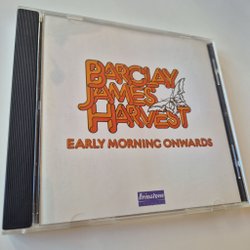 BARCLAY
JAMES
HARVEST
EARLY MORNING ONWARDS